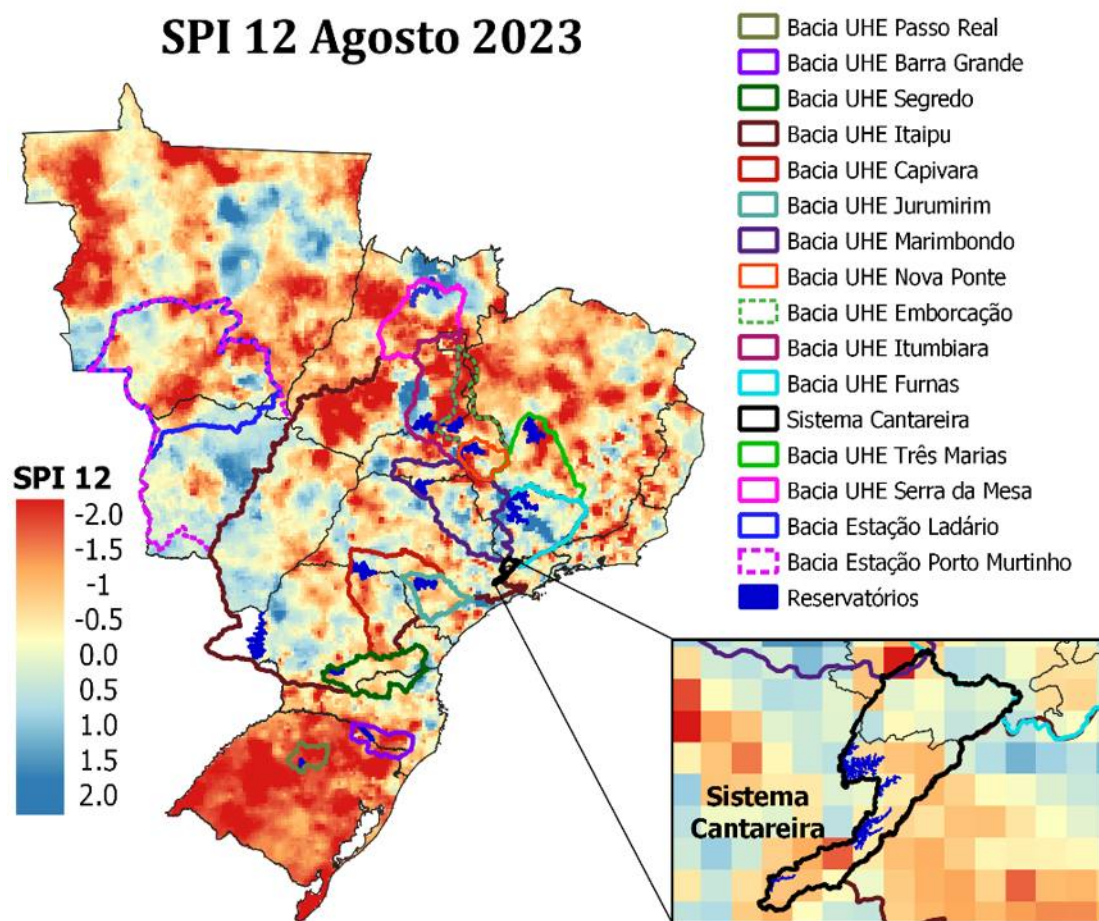 SPI 12 Agosto 2023
Bacia UHE Passo Real
Bacia UHE Barra Grande
Bacia UHE Segredo
Bacia UHE Itaipu
Bacia UHE Capivara
Bacia UHE Jurumirim
Bacia UHE Marimbondo
Bacia UHE Nova Ponte
Bacia UHE Emborcação
Bacia UHE Itumbiara
Bacia UHE Furnas
Sistema Cantareira
Bacia UHE Três Marias
Bacia UHE Serra da Mesa
Bacia Estação Ladário
Bacia Estação Porto Murtinho
Reservatórios
SPI 12
-2.0
-1.5
-1
-0.5
0.0
0.5
1.0
1.5
2.0
Sistema
Cantareira